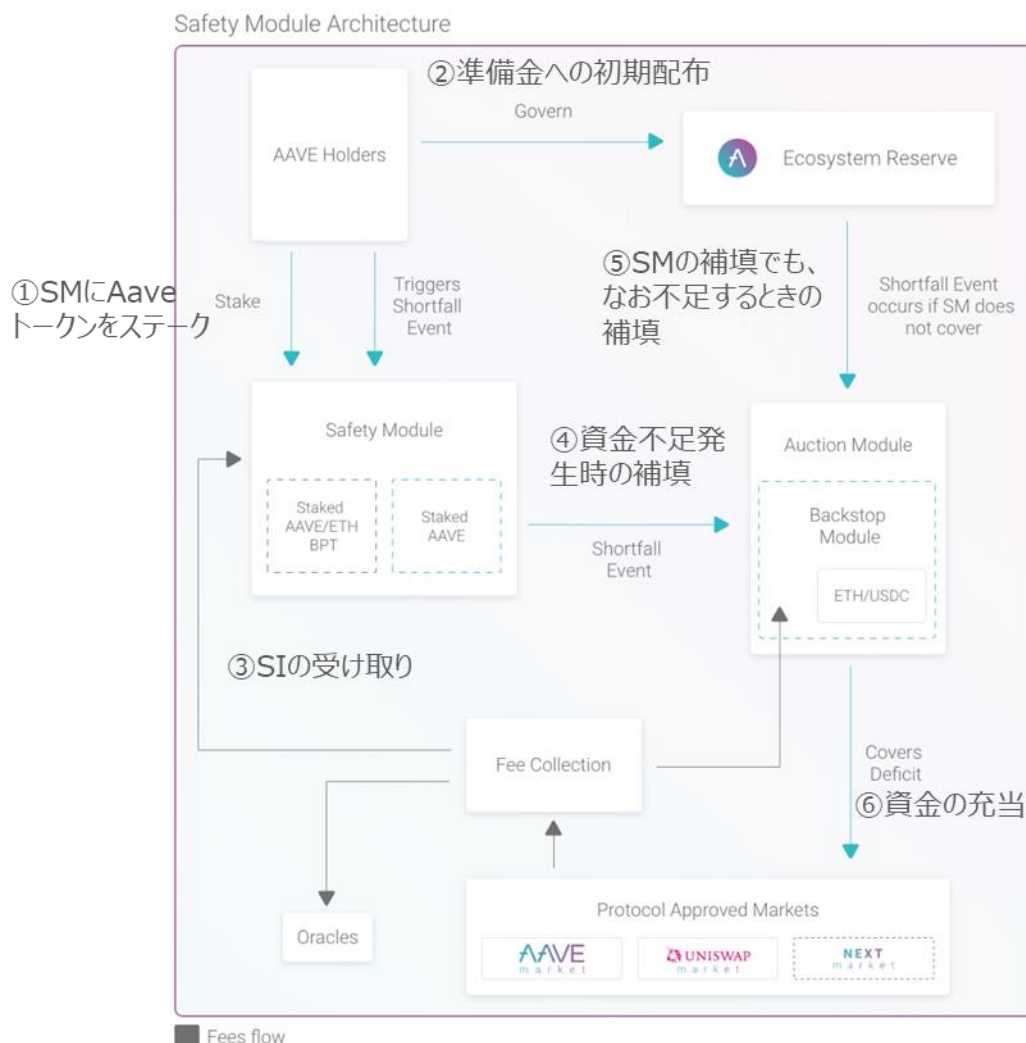 Safety Module Architecture
②準備金への初期配布
Govern
AAVE Holders
Ecosystem Reserve
①SMにAave
トークンをステーク
Stake
Triggers
Shortfall
Event
⑤SMの補填でも、
なお不足するときの
補填
Shortfall Event
occurs if SM does
not cover
Safety Module
Staked
AAVE/ETH
BPT
Staked
AAVE
④資金不足発
生時の補填
Shortfall
Event
Auction Module
Backstop
Module
ETH/USDC
③SIの受け取り
Fee Collection
Covers
Deficit
⑥資金の充当
Oracles
Protocol Approved Markets
AAVE
market
UNISWAP
market
NEXT
market
Fees flow